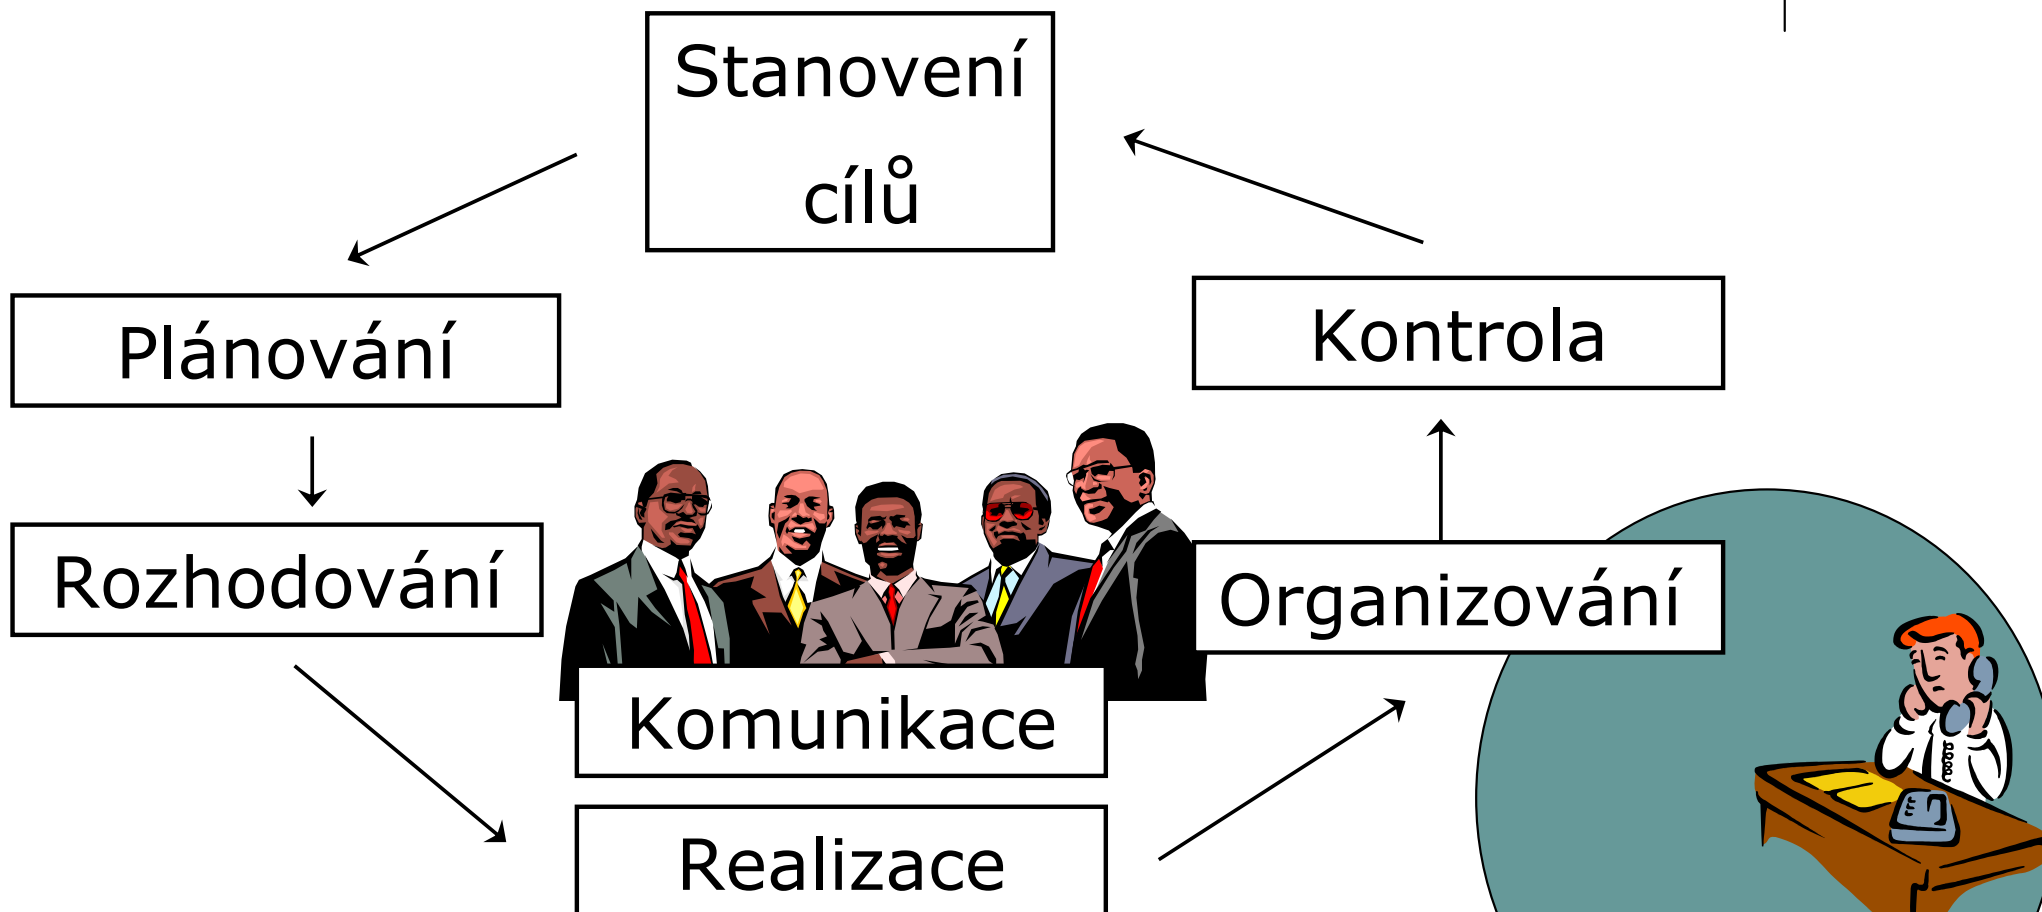 Stanovení
cílů
Plánování
Kontrola
Rozhodování
Organizování
Komunikace
Realizace